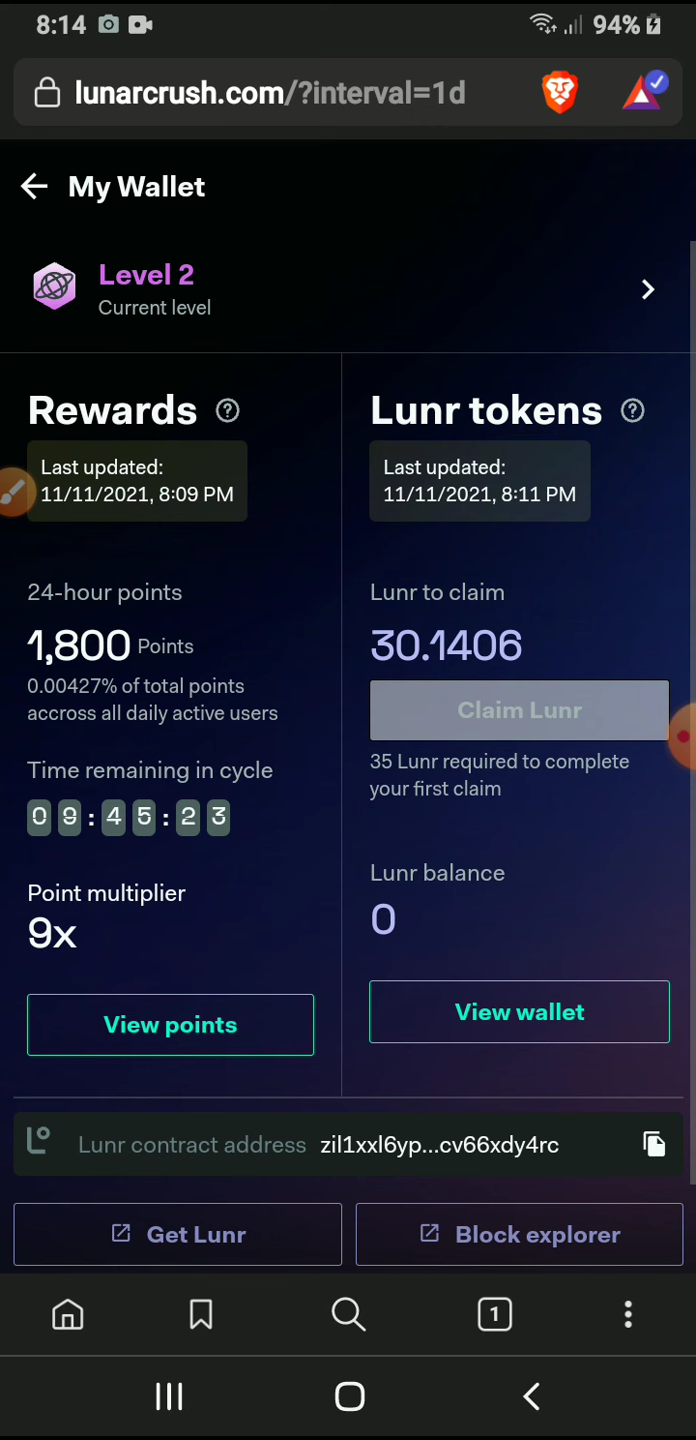 8:14
94%
lunarcrush.com/?interval=1d
My Wallet
Level 2
Current level
Rewards
Last updated:
11/11/2021, 8:09 PM
24-hour points
1,800 Points
0.00427% of total points
accross all daily active users
Time remaining in cycle
09:45:23
Point multiplier
9x
View points
Lunr tokens
Last updated:
11/11/2021, 8:11 PM
Lunr to claim
30.1406
Claim Lunr
35 Lunr required to complete
your first claim
Lunr balance
0
View wallet
Lunr contract address zil1xxl6yp...cv66xdy4rc
Get Lunr
Block explorer
1